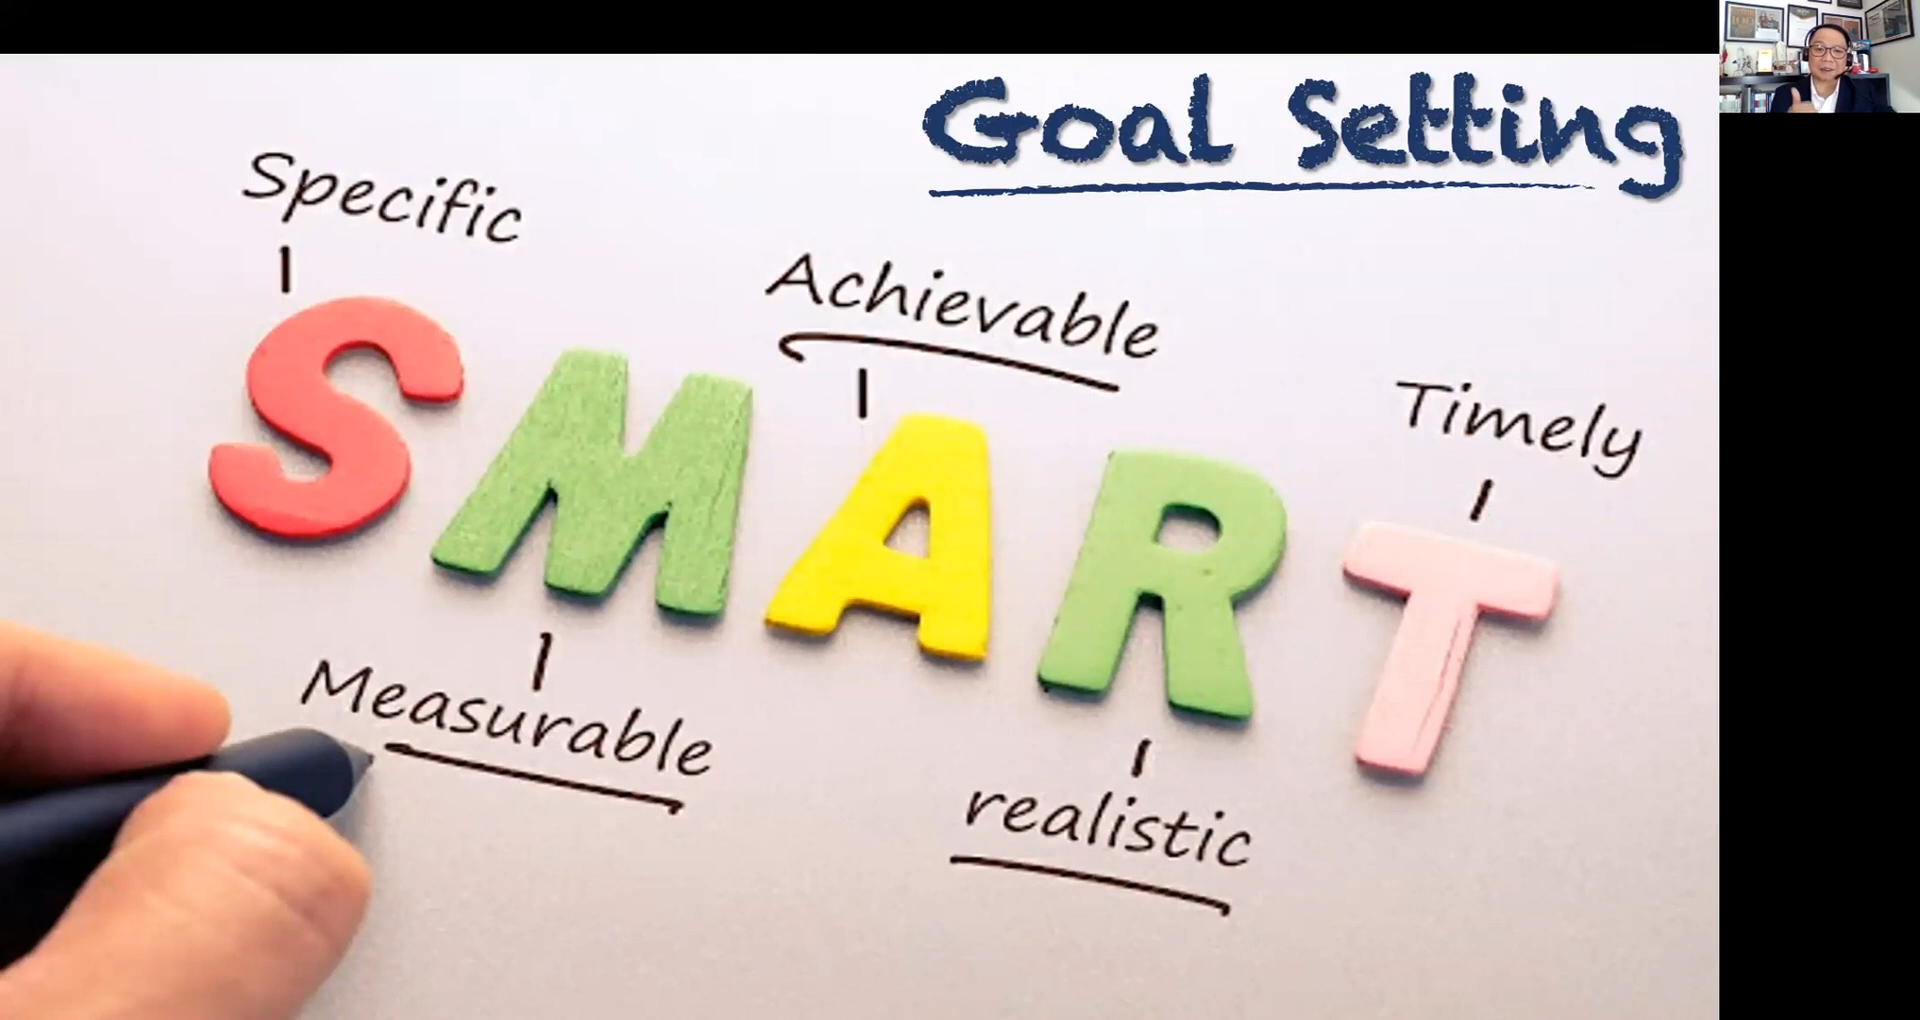 Goal Setting
Specific
Achievable
Timely
SMART
Measurable
realistic